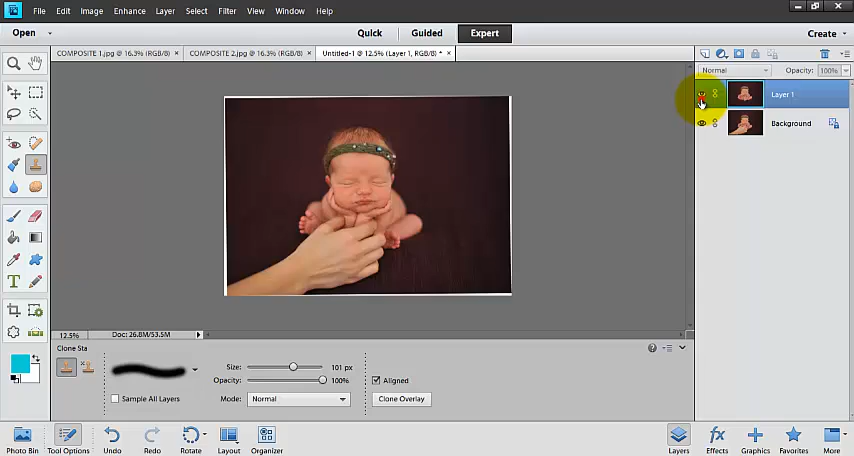 File Edit Image Enhance Layer Select Filter View Window Help
Open Quick Guided Expert Create
COMPOSITE 1.jpg @ 16.3% (RGB/8) × COMPOSITE 2.jpg @ 16.3% (RGB/8) × Untitled-1 @ 12.5% (Layer 1, RGB/8) * ×
Normal Opacity: 100%
Layer 1
Background
12.5% Doc: 26.8M/53.5M
Clone Sta
Size: 101 px
Opacity: 100% Aligned
Sample All Layers Mode: Normal Clone Overlay
Photo Bin Tool Options Undo Redo Rotate Layout Organizer Layers Effects Graphics Favorites More